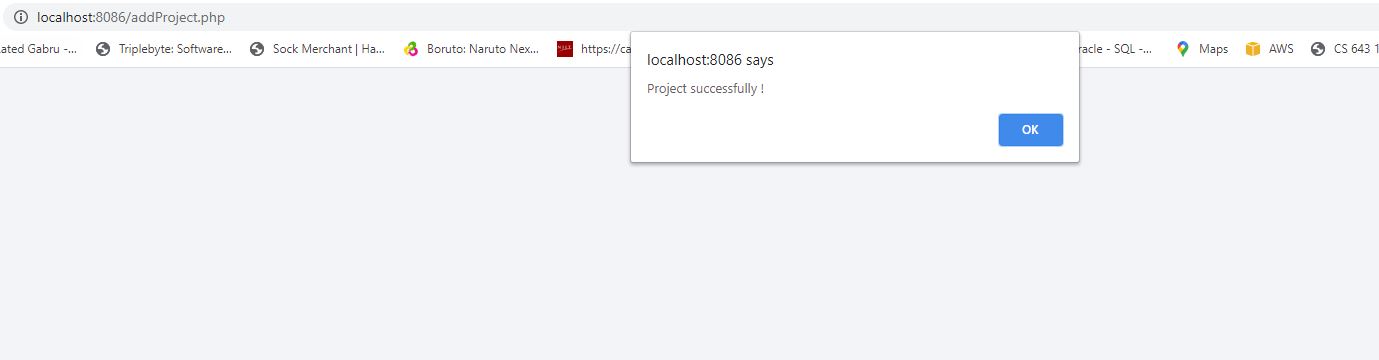 localhost:8086/addProject.php
ated Gabru -... Triplebyte: Software... Sock Merchant | Ha... Boruto: Naruto Nex... https://ca racle - SQL -... Maps AWS CS 643 1
localhost:8086 says
Project successfully !
OK